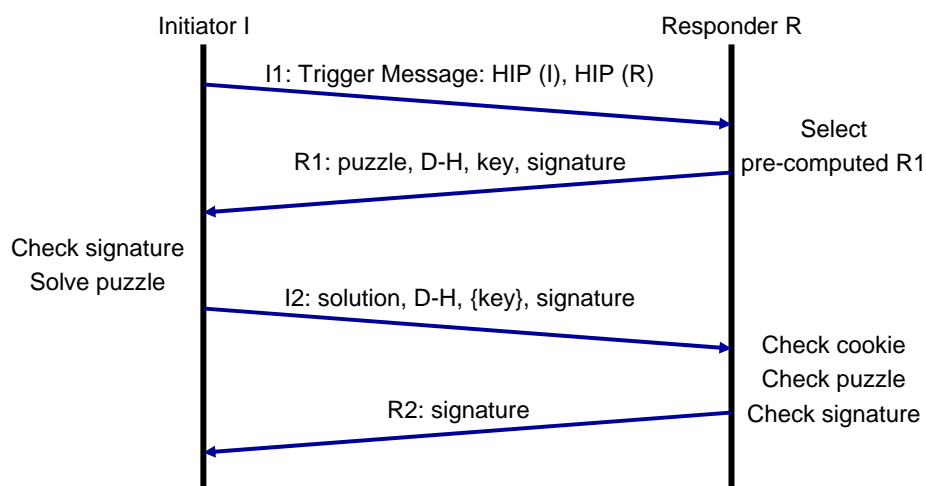 Initiator I
Responder R
I1: Trigger Message: HIP (I), HIP (R)
Select
pre-computed R1
R1: puzzle, D-H, key, signature
Check signature
Solve puzzle
I2: solution, D-H, {key}, signature
Check cookie
Check puzzle
R2: signature
Check signature